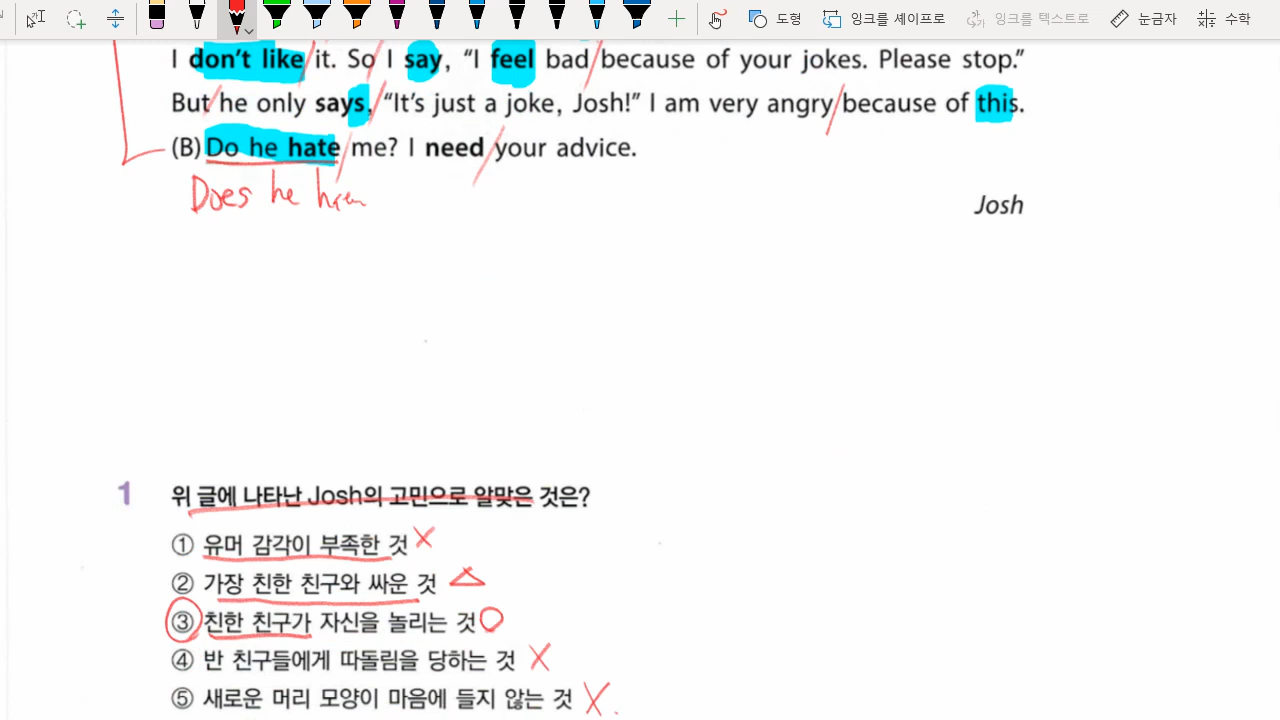 도형 잉크를 셰이프로 잉크를 텍스트로 눈금자 수학
I don't like it. So I say, “I feel bad because of your jokes. Please stop.”
But he only says, “It's just a joke, Josh!” I am very angry because of this.
(B) Do he hate me? I need your advice.
Does he
Josh
1 위 글에 나타난 Josh의 고민으로 알맞은 것은?
① 유머 감각이 부족한 것 X
② 가장 친한 친구와 싸운 것 △
③ 친한 친구가 자신을 놀리는 것 O
④ 반 친구들에게 따돌림을 당하는 것 X
⑤ 새로운 머리 모양이 마음에 들지 않는 것 X.